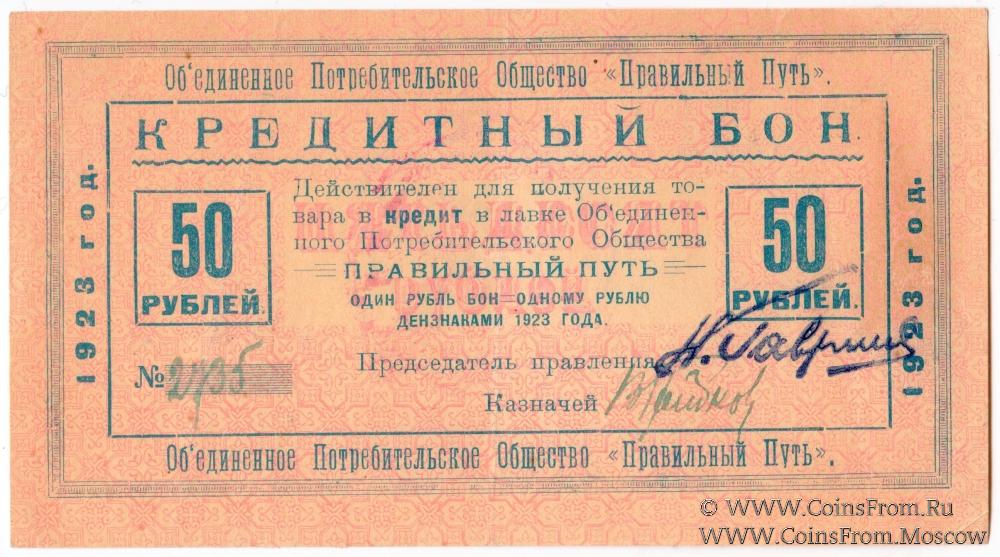 Об'единенное Потребительское Общество «Правильный Путь».
КРЕДИТНЫЙ БОН.
1923 год.
50
РУБЛЕЙ.
Действителен для получения то-
вара в кредит в лавке Об'единен-
ного Потребительского Общества
ПРАВИЛЬНЫЙ ПУТЬ
ОДИН РУБЛЬ БОН=ОДНОМУ РУБЛЮ
ДЕНЗНАКАМИ 1923 ГОДА.
50
РУБЛЕЙ.
1923 год.
Председатель правления
№ 2735
Казначей
Об'единенное Потребительское Общество «Правильный Путь».
© WWW.CoinsFrom.Ru
WWW.CoinsFrom.Moscow